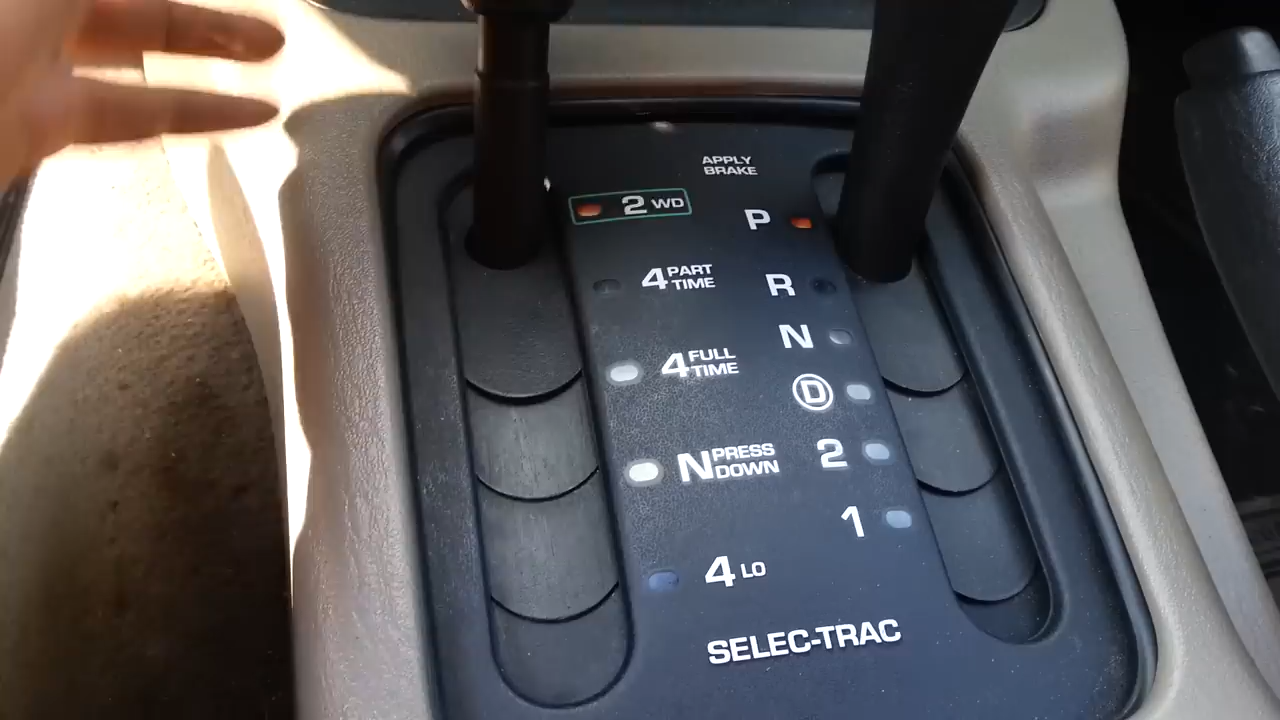 APPLY
BRAKE
2 WD
P
4 PART
TIME
R
N
4 FULL
TIME
D
N PRESS
DOWN
2
1
4 LO
SELEC-TRAC